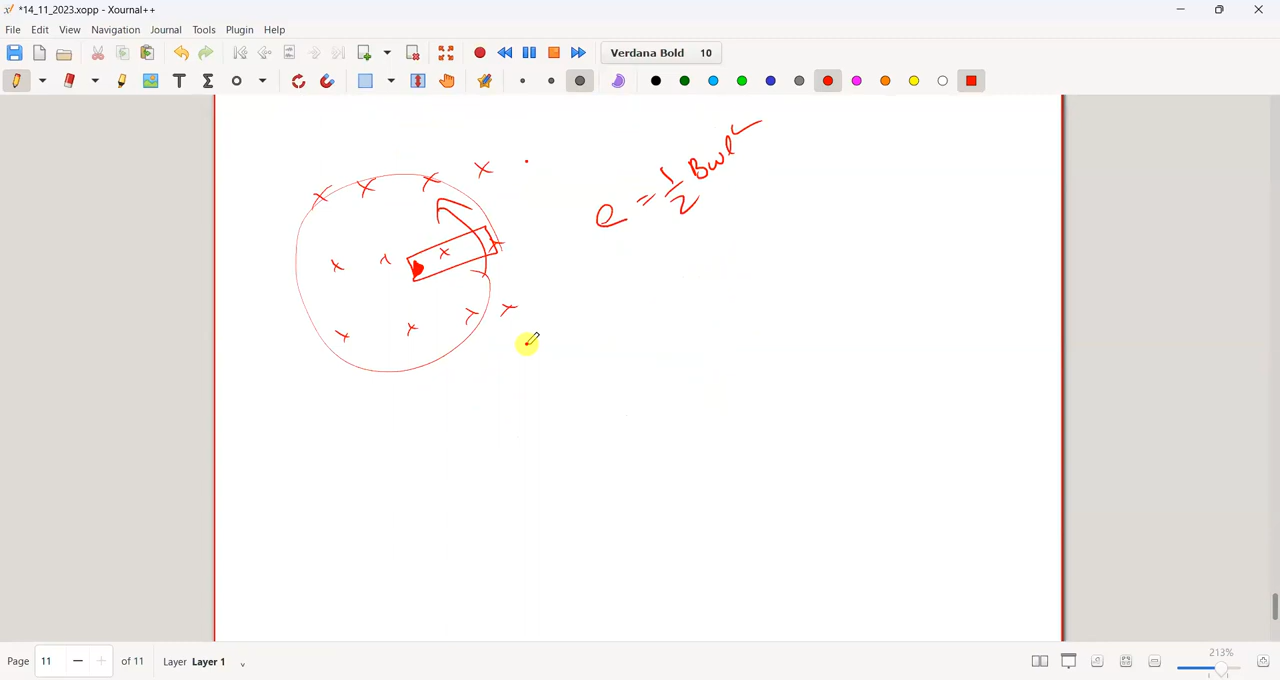 *14_11_2023.xopp - Xournal++
File Edit View Navigation Journal Tools Plugin Help
Verdana Bold 10
x x x x .
e = 1/2 Bwl²
x x x x
x x x x
Page 11 of 11 Layer Layer 1
213%